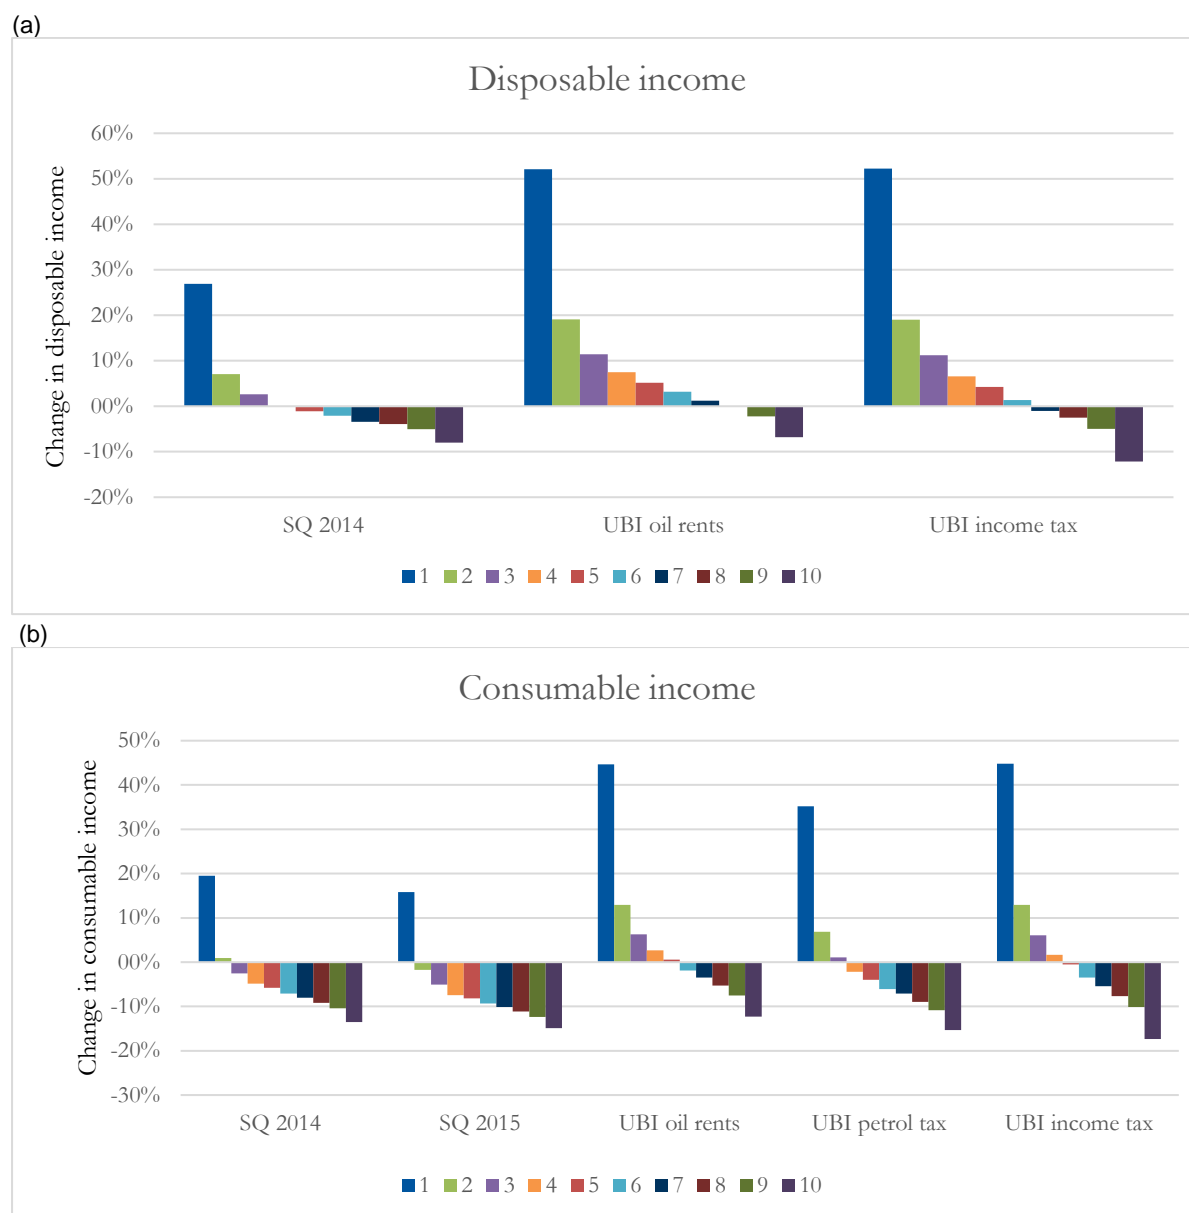 (a)
Disposable income
Change in disposable income
60%
50%
40%
30%
20%
10%
00%
-10%
-20%
SQ 2014 UBI oil rents UBI income tax
1 2 3 4 5 6 7 8 9 10
(b)
Consumable income
Change in consumable income
50%
40%
30%
20%
10%
00%
-10%
-20%
-30%
SQ 2014 SQ 2015 UBI oil rents UBI petrol tax UBI income tax
1 2 3 4 5 6 7 8 9 10